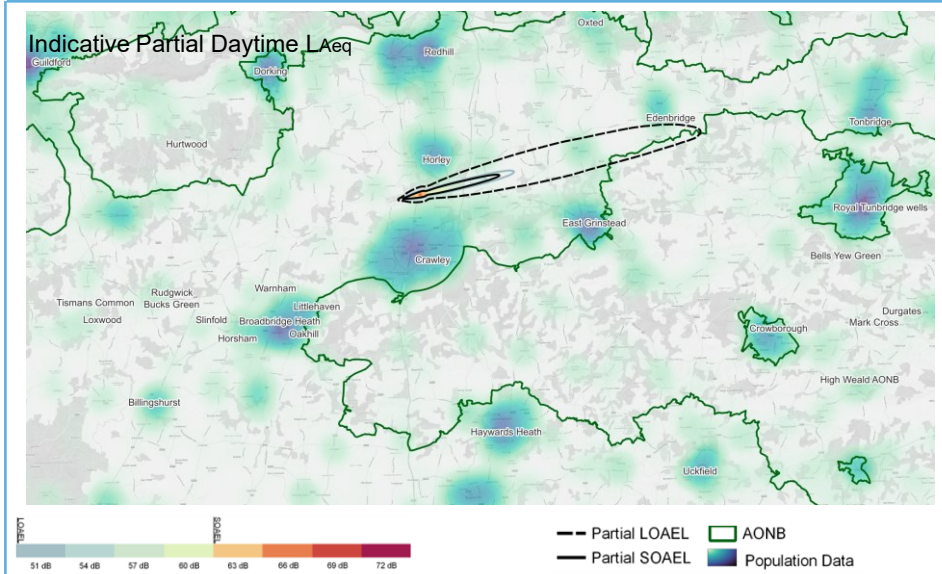 Indicative Partial Daytime LAeq
Oxted
Guildford
Redhill
Dorking
Edenbridge
Tonbridge
Hurtwood
Horley
Royal Tunbridge wells
East Grinstead
Crawley
Bells Yew Green
Warnham
Rudgwick
Tismans Common
Bucks Green
Littlehaven
Durgates
Loxwood
Slinfold
Broadbridge Heath
Mark Cross
Crowborough
Oakhill
Horsham
High Weald AONB
Billingshurst
Haywards Heath
Uckfield
LOAEL
SOAEL
51 dB 54 dB 57 dB 60 dB 63 dB 66 dB 69 dB 72 dB
Partial LOAEL
AONB
Partial SOAEL
Population Data